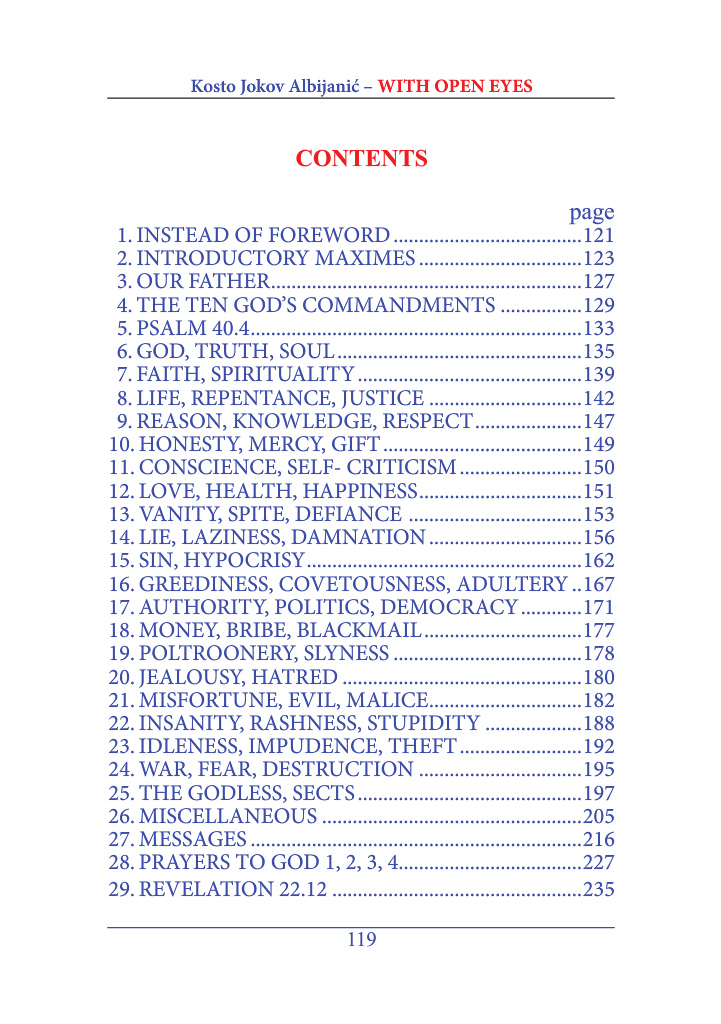 Kosto Jokov Albijanić – WITH OPEN EYES
CONTENTS
page
1. INSTEAD OF FOREWORD.....................................121
2. INTRODUCTORY MAXIMES................................123
3. OUR FATHER.............................................................127
4. THE TEN GOD’S COMMANDMENTS ................129
5. PSALM 40.4.................................................................133
6. GOD, TRUTH, SOUL................................................135
7. FAITH, SPIRITUALITY............................................139
8. LIFE, REPENTANCE, JUSTICE ..............................142
9. REASON, KNOWLEDGE, RESPECT.....................147
10. HONESTY, MERCY, GIFT.......................................149
11. CONSCIENCE, SELF- CRITICISM........................150
12. LOVE, HEALTH, HAPPINESS................................151
13. VANITY, SPITE, DEFIANCE ..................................153
14. LIE, LAZINESS, DAMNATION..............................156
15. SIN, HYPOCRISY......................................................162
16. GREEDINESS, COVETOUSNESS, ADULTERY ..167
17. AUTHORITY, POLITICS, DEMOCRACY............171
18. MONEY, BRIBE, BLACKMAIL...............................177
19. POLTROONERY, SLYNESS .....................................178
20. JEALOUSY, HATRED ...............................................180
21. MISFORTUNE, EVIL, MALICE..............................182
22. INSANITY, RASHNESS, STUPIDITY ...................188
23. IDLENESS, IMPUDENCE, THEFT........................192
24. WAR, FEAR, DESTRUCTION ................................195
25. THE GODLESS, SECTS............................................197
26. MISCELLANEOUS ...................................................205
27. MESSAGES .................................................................216
28. PRAYERS TO GOD 1, 2, 3, 4....................................227
29. REVELATION 22.12 .................................................235
119